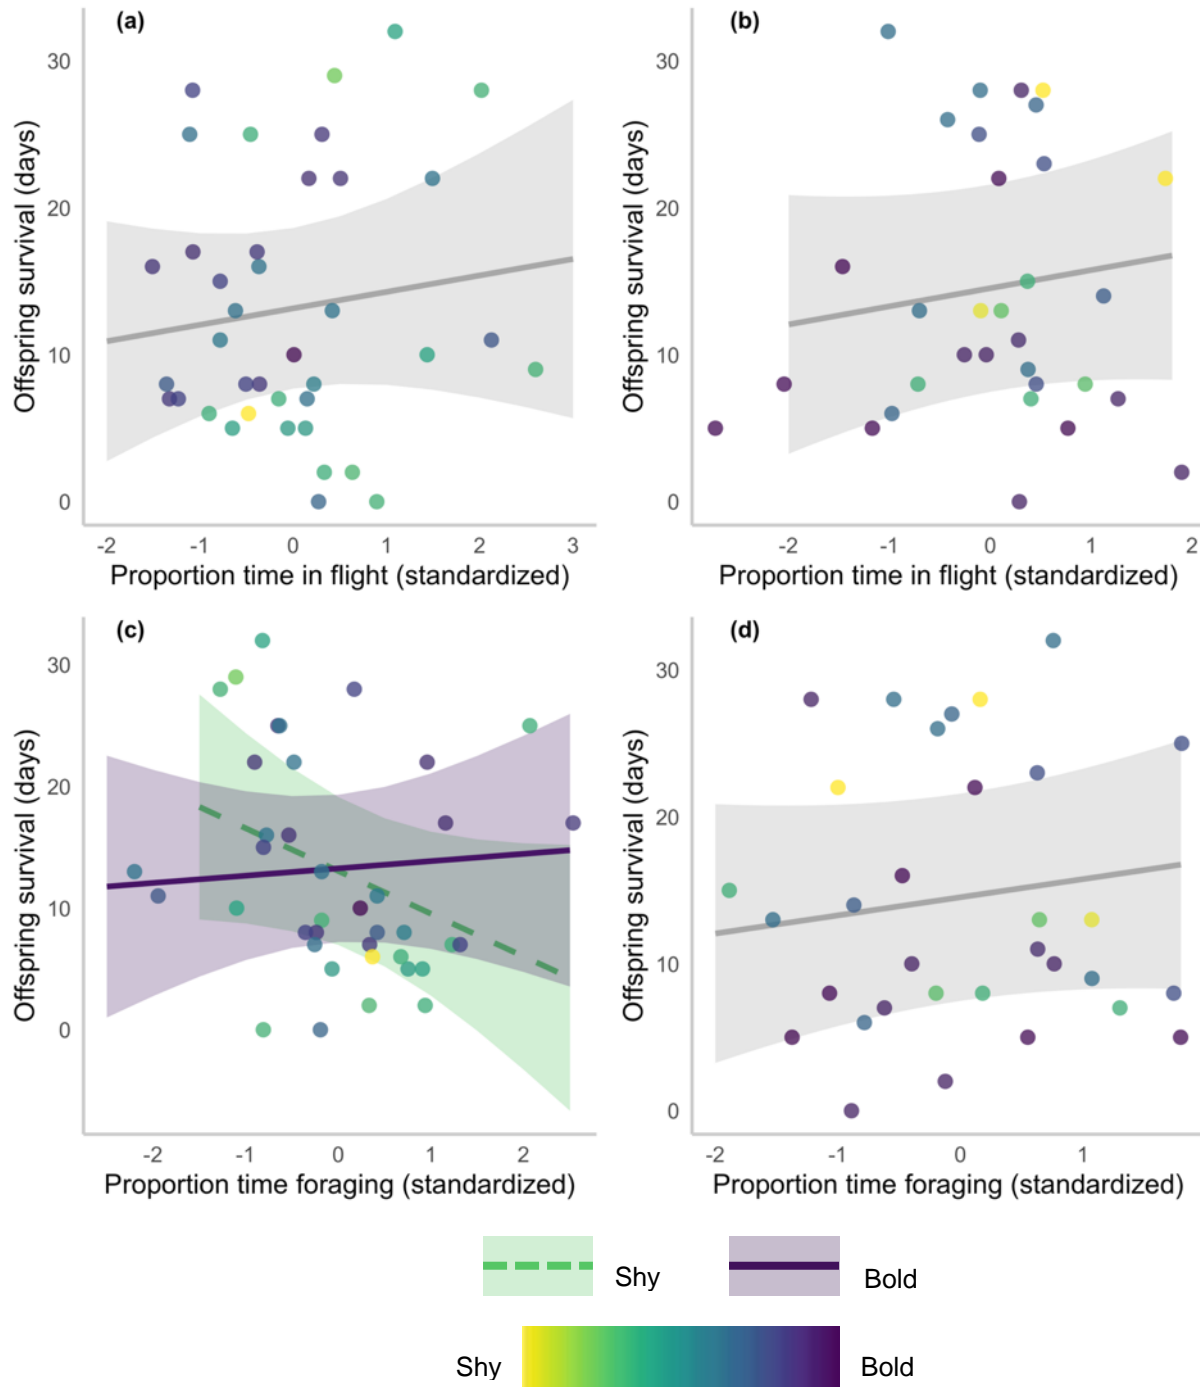 (a)
(b)
Offspring survival (days)
30
20
10
0
-2 -1 0 1 2 3
Proportion time in flight (standardized)
Offspring survival (days)
30
20
10
0
-2 -1 0 1 2
Proportion time in flight (standardized)
(c)
(d)
Offspring survival (days)
30
20
10
0
-2 -1 0 1 2
Proportion time foraging (standardized)
Offspring survival (days)
30
20
10
0
-2 -1 0 1
Proportion time foraging (standardized)
Shy Bold
Shy Bold